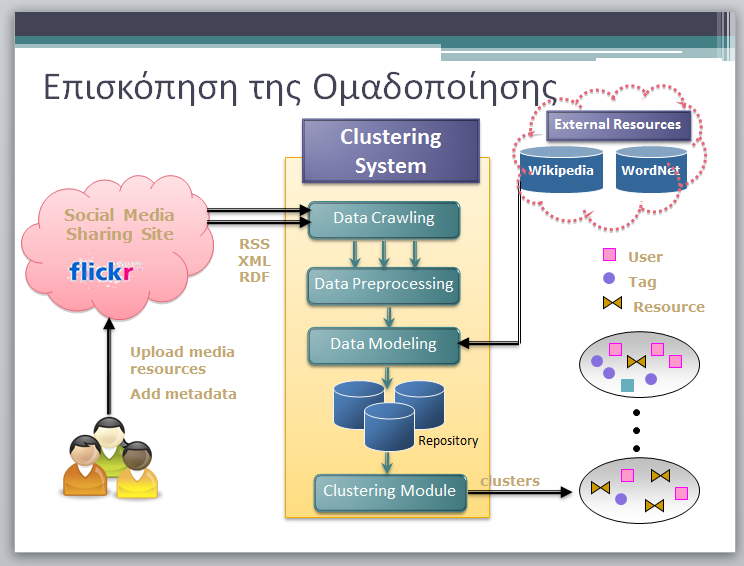 Επισκόπηση της Ομαδοποίησης
Clustering
System
External Resources
Wikipedia
WordNet
Social Media
Sharing Site
flickr
RSS
XML
RDF
Data Crawling
Data Preprocessing
Data Modeling
Repository
Clustering Module
clusters
Upload media
resources
Add metadata
User
Tag
Resource